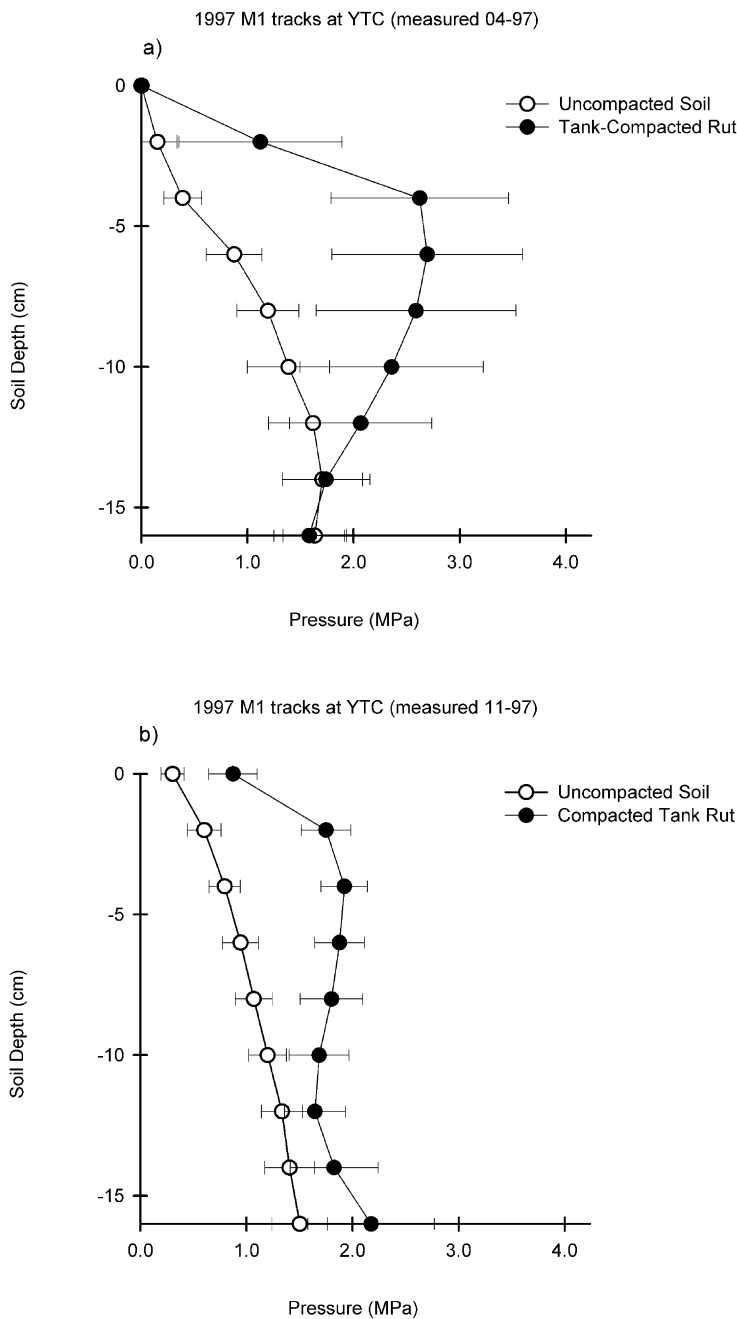 1997 M1 tracks at YTC (measured 04-97)
a)
0
Uncompacted Soil
Tank-Compacted Rut
-5
Soil Depth (cm)
-10
-15
0.0 1.0 2.0 3.0 4.0
Pressure (MPa)
1997 M1 tracks at YTC (measured 11-97)
b)
0
Uncompacted Soil
Compacted Tank Rut
-5
Soil Depth (cm)
-10
-15
0.0 1.0 2.0 3.0 4.0
Pressure (MPa)